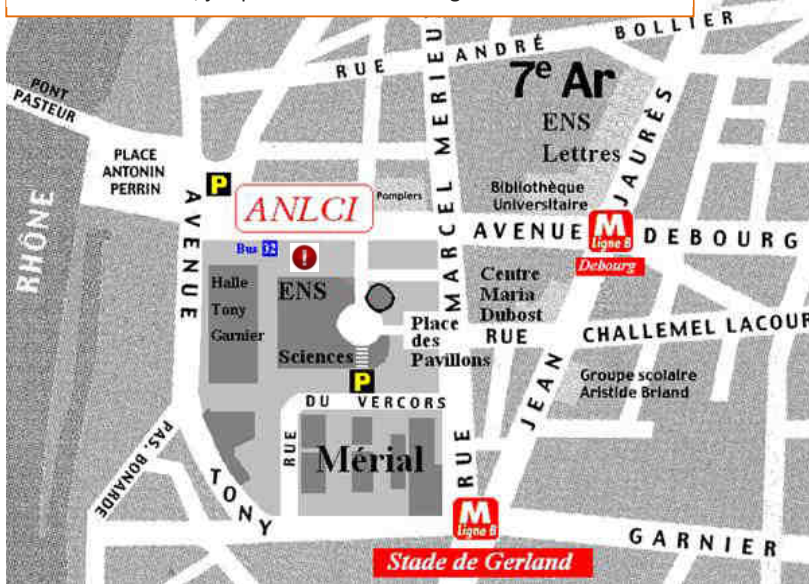 RUE ANDRÉ BOLLIER
7e Ar
ENS
Lettres
PONT
PASTEUR
PLACE
ANTONIN
PERRIN
RHÔNE
P
ANLCI
Pompiers
Bibliothèque
Universitaire
AVENUE DEBOURG
M
Ligne B
Debourg
Bus 32
!
Halle
Tony
Garnier
ENS
Sciences
Centre
Maria
Dubost
Place
des
Pavillons
RUE CHALLEMEL LACOUR
Groupe scolaire
Aristide Briand
P
RUE DU VERCORS
Mérial
PAS. BONARDE
AVENUE TONY GARNIER
RUE MARCEL MERIEU
JEAN JAURÈS
M
Ligne B
Stade de Gerland